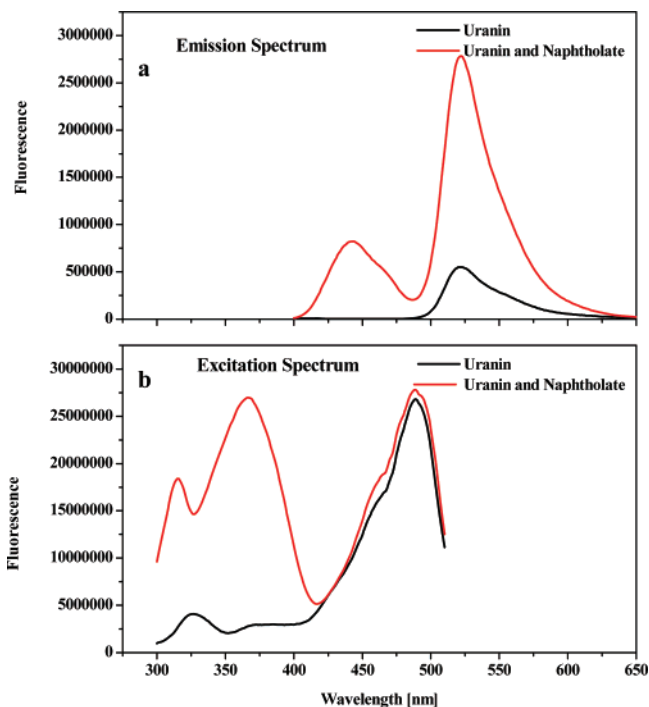 Uranin
Uranin and Naphtholate
Emission Spectrum
a
3000000
2500000
2000000
1500000
1000000
500000
0
Fluorescence
Uranin
Uranin and Naphtholate
Excitation Spectrum
b
30000000
25000000
20000000
15000000
10000000
5000000
0
Fluorescence
300 350 400 450 500 550 600 650
Wavelength [nm]